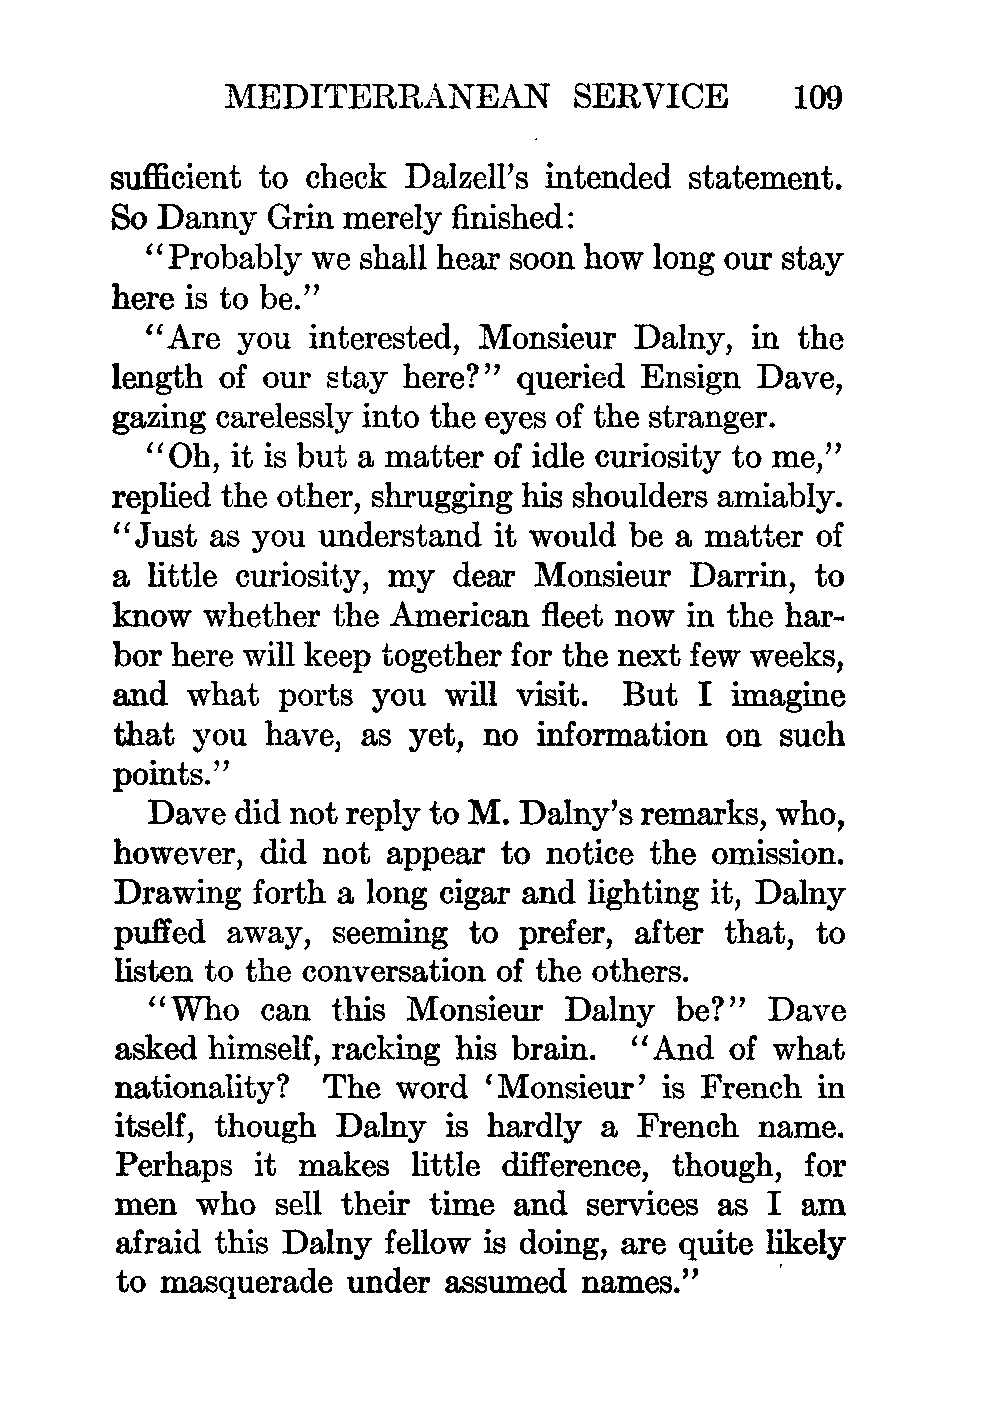 MEDITERRANEAN SERVICE 109
sufficient to check Dalzell's intended statement.
So Danny Grin merely finished:
"Probably we shall hear soon how long our stay
here is to be."
"Are you interested, Monsieur Dalny, in the
length of our stay here?" queried Ensign Dave,
gazing carelessly into the eyes of the stranger.
"Oh, it is but a matter of idle curiosity to me,"
replied the other, shrugging his shoulders amiably.
"Just as you understand it would be a matter of
a little curiosity, my dear Monsieur Darrin, to
know whether the American fleet now in the har-
bor here will keep together for the next few weeks,
and what ports you will visit. But I imagine
that you have, as yet, no information on such
points."
Dave did not reply to M. Dalny's remarks, who,
however, did not appear to notice the omission.
Drawing forth a long cigar and lighting it, Dalny
puffed away, seeming to prefer, after that, to
listen to the conversation of the others.
"Who can this Monsieur Dalny be?" Dave
asked himself, racking his brain. "And of what
nationality? The word 'Monsieur' is French in
itself, though Dalny is hardly a French name.
Perhaps it makes little difference, though, for
men who sell their time and services as I am
afraid this Dalny fellow is doing, are quite likely
to masquerade under assumed names."